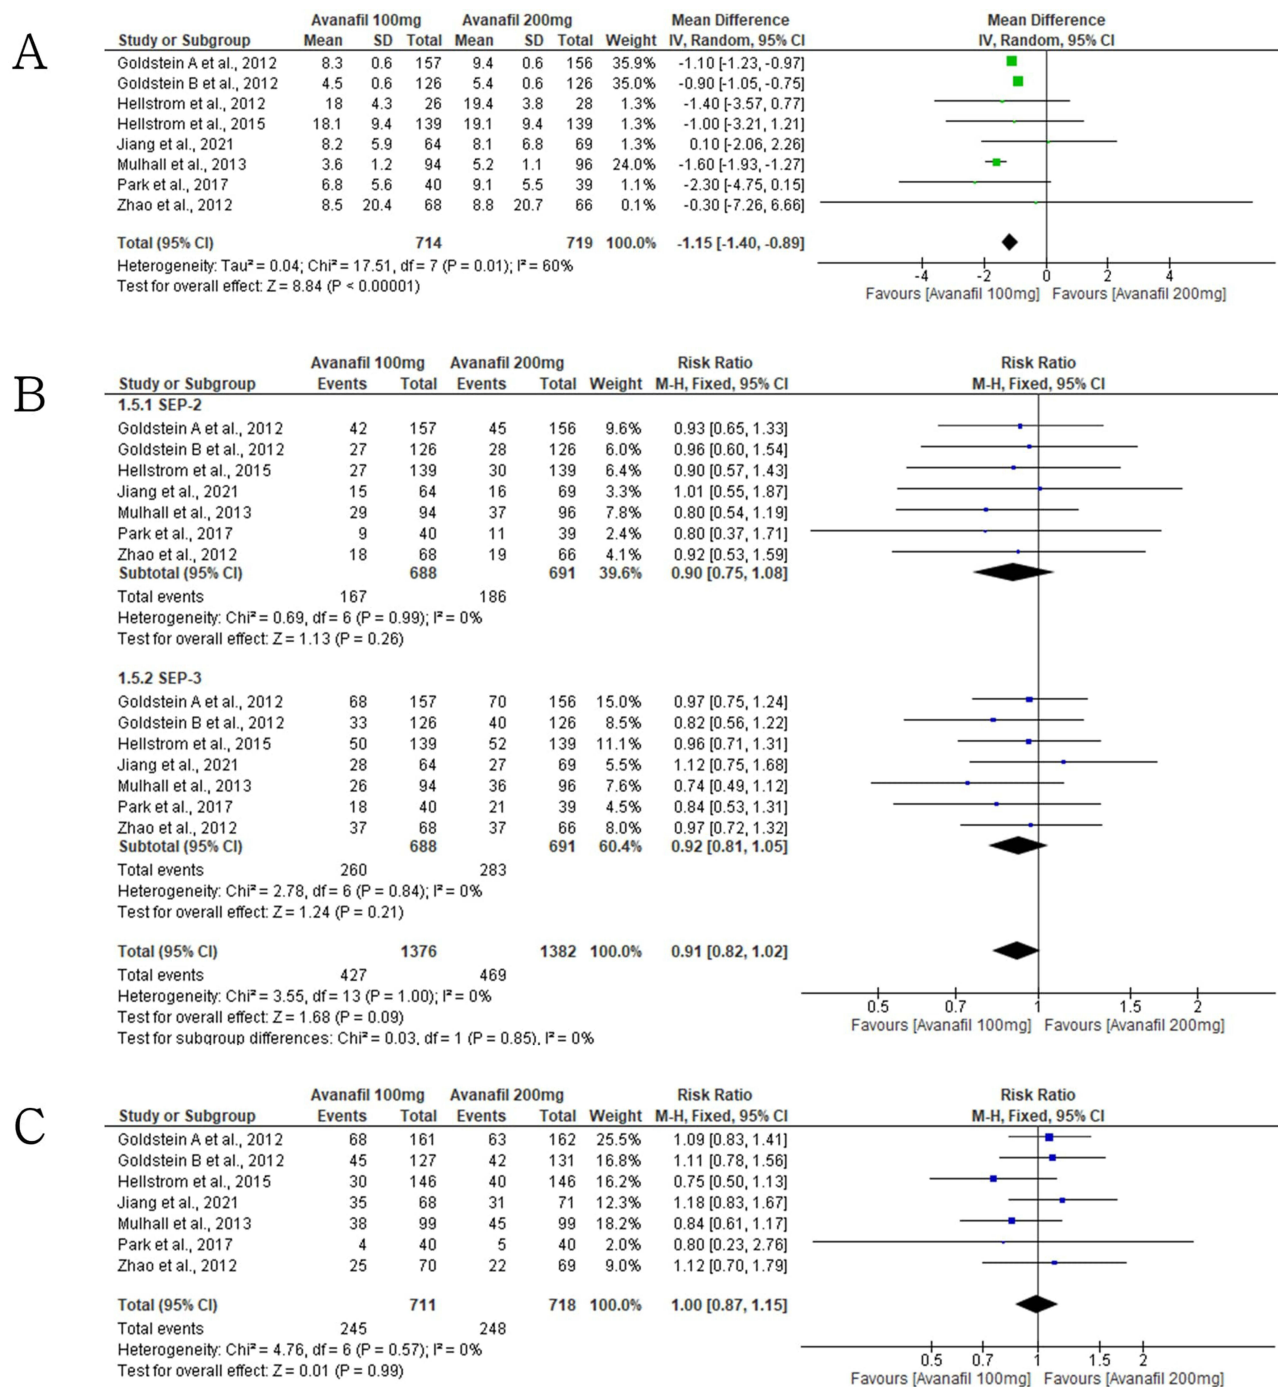 A
Avanafil 100mg Avanafil 200mg Mean Difference Mean Difference
Study or Subgroup Mean SD Total Mean SD Total Weight IV, Random, 95% CI IV, Random, 95% CI
Goldstein A et al., 2012 8.3 0.6 157 9.4 0.6 156 35.9% -1.10 [-1.23, -0.97]
Goldstein B et al., 2012 4.5 0.6 126 5.4 0.6 126 35.0% -0.90 [-1.05, -0.75]
Hellstrom et al., 2012 18 4.3 26 19.4 3.8 28 1.3% -1.40 [-3.57, 0.77]
Hellstrom et al., 2015 18.1 9.4 139 19.1 9.4 139 1.3% -1.00 [-3.21, 1.21]
Jiang et al., 2021 8.2 5.9 64 8.1 6.8 69 1.3% 0.10 [-2.06, 2.26]
Mulhall et al., 2013 3.6 1.2 94 5.2 1.1 96 24.0% -1.60 [-1.93, -1.27]
Park et al., 2017 6.8 5.6 40 9.1 5.5 39 1.1% -2.30 [-4.75, 0.15]
Zhao et al., 2012 8.5 20.4 68 8.8 20.7 66 0.1% -0.30 [-7.26, 6.66]
Total (95% CI) 714 719 100.0% -1.15 [-1.40, -0.89]
Heterogeneity: Tau² = 0.04; Chi² = 17.51, df = 7 (P = 0.01); I² = 60%
Test for overall effect: Z = 8.84 (P < 0.00001)
-4 -2 0 2 4
Favours [Avanafil 100mg] Favours [Avanafil 200mg]
B
Avanafil 100mg Avanafil 200mg Risk Ratio Risk Ratio
Study or Subgroup Events Total Events Total Weight M-H, Fixed, 95% CI M-H, Fixed, 95% CI
1.5.1 SEP-2
Goldstein A et al., 2012 42 157 45 156 9.6% 0.93 [0.65, 1.33]
Goldstein B et al., 2012 27 126 28 126 6.0% 0.96 [0.60, 1.54]
Hellstrom et al., 2015 27 139 30 139 6.4% 0.90 [0.57, 1.43]
Jiang et al., 2021 15 64 16 69 3.3% 1.01 [0.55, 1.87]
Mulhall et al., 2013 29 94 37 96 7.8% 0.80 [0.54, 1.19]
Park et al., 2017 9 40 11 39 2.4% 0.80 [0.37, 1.71]
Zhao et al., 2012 18 68 19 66 4.1% 0.92 [0.53, 1.59]
Subtotal (95% CI) 688 691 39.6% 0.90 [0.75, 1.08]
Total events 167 186
Heterogeneity: Chi² = 0.69, df = 6 (P = 0.99); I² = 0%
Test for overall effect: Z = 1.13 (P = 0.26)
1.5.2 SEP-3
Goldstein A et al., 2012 68 157 70 156 15.0% 0.97 [0.75, 1.24]
Goldstein B et al., 2012 33 126 40 126 8.5% 0.82 [0.56, 1.22]
Hellstrom et al., 2015 50 139 52 139 11.1% 0.96 [0.71, 1.31]
Jiang et al., 2021 28 64 27 69 5.5% 1.12 [0.75, 1.68]
Mulhall et al., 2013 26 94 36 96 7.6% 0.74 [0.49, 1.12]
Park et al., 2017 18 40 21 39 4.5% 0.84 [0.53, 1.31]
Zhao et al., 2012 37 68 37 66 8.0% 0.97 [0.72, 1.32]
Subtotal (95% CI) 688 691 60.4% 0.92 [0.81, 1.05]
Total events 260 283
Heterogeneity: Chi² = 2.78, df = 6 (P = 0.84); I² = 0%
Test for overall effect: Z = 1.24 (P = 0.21)
Total (95% CI) 1376 1382 100.0% 0.91 [0.82, 1.02]
Total events 427 469
Heterogeneity: Chi² = 3.55, df = 13 (P = 1.00); I² = 0%
Test for overall effect: Z = 1.68 (P = 0.09)
Test for subgroup differences: Chi² = 0.03, df = 1 (P = 0.85), I² = 0%
0.5 0.7 1 1.5 2
Favours [Avanafil 100mg] Favours [Avanafil 200mg]
C
Avanafil 100mg Avanafil 200mg Risk Ratio Risk Ratio
Study or Subgroup Events Total Events Total Weight M-H, Fixed, 95% CI M-H, Fixed, 95% CI
Goldstein A et al., 2012 68 161 63 162 25.5% 1.09 [0.83, 1.41]
Goldstein B et al., 2012 45 127 42 131 16.8% 1.11 [0.78, 1.56]
Hellstrom et al., 2015 30 146 40 146 16.2% 0.75 [0.50, 1.13]
Jiang et al., 2021 35 68 31 71 12.3% 1.18 [0.83, 1.67]
Mulhall et al., 2013 38 99 45 99 18.2% 0.84 [0.61, 1.17]
Park et al., 2017 4 40 5 40 2.0% 0.80 [0.23, 2.76]
Zhao et al., 2012 25 70 22 69 9.0% 1.12 [0.70, 1.79]
Total (95% CI) 711 718 100.0% 1.00 [0.87, 1.15]
Total events 245 248
Heterogeneity: Chi² = 4.76, df = 6 (P = 0.57); I² = 0%
Test for overall effect: Z = 0.01 (P = 0.99)
0.5 0.7 1 1.5 2
Favours [Avanafil 100mg] Favours [Avanafil 200mg]